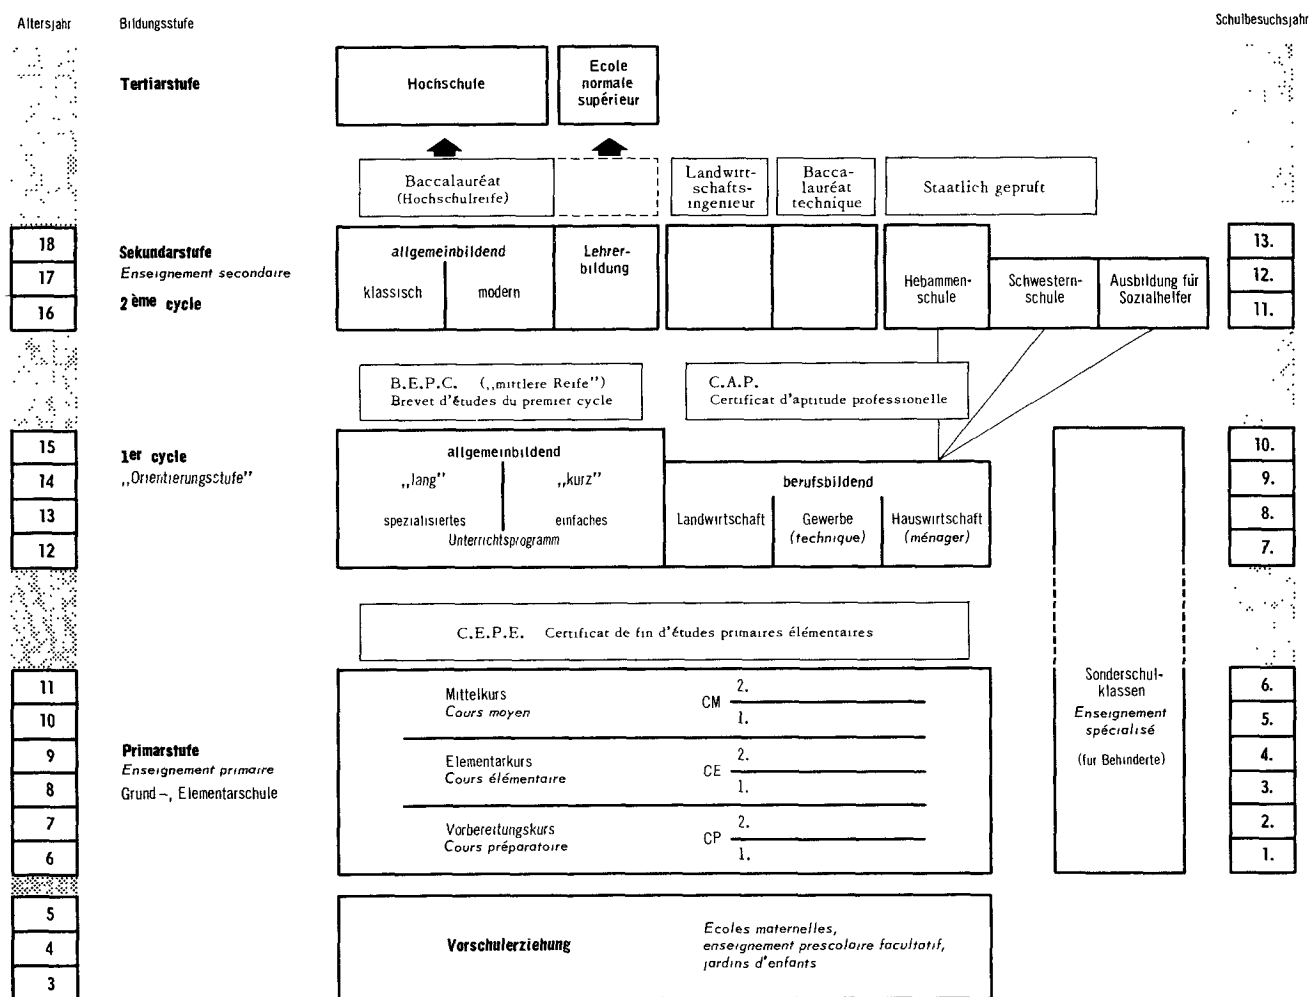 Altersjahr
Bildungsstufe
Schulbesuchsjahr
Tertiarstufe
Hochschule
Ecole
normale
supérieur
Baccalauréat
(Hochschulreife)
Landwirt-
schafts-
ingenieur
Bacca-
lauréat
technique
Staatlich gepruft
18
17
16
Sekundarstufe
Enseignement secondaire
2ème cycle
allgemeinbildend
klassisch
modern
Lehrer-
bildung
Hebammen-
schule
Schwestern-
schule
Ausbildung für
Sozialhelfer
13.
12.
11.
B.E.P.C. („mittlere Reife")
Brevet d'études du premier cycle
C.A.P.
Certificat d'aptitude professionelle
15
14
13
12
1er cycle
„Orientierungsstufe"
allgemeinbildend
„lang"
„kurz"
spezialisiertes
einfaches
Unterrichtsprogramm
berufsbildend
Landwirtschaft
Gewerbe
(technique)
Hauswirtschaft
(ménager)
10.
9.
8.
7.
C.E.P.E. Certificat de fin d'études primaires élémentaires
11
10
9
8
7
6
Primarstufe
Enseignement primaire
Grund-, Elementarschule
Mittelkurs
Cours moyen
CM
2.
1.
Elementarkurs
Cours élémentaire
CE
2.
1.
Vorbereitungskurs
Cours préparatoire
CP
2.
1.
Sonderschul-
klassen
Enseignement
spécialisé
(fur Behinderte)
6.
5.
4.
3.
2.
1.
5
4
3
Vorschulerziehung
Ecoles maternelles,
enseignement prescolaire facultatif,
jardins d'enfants